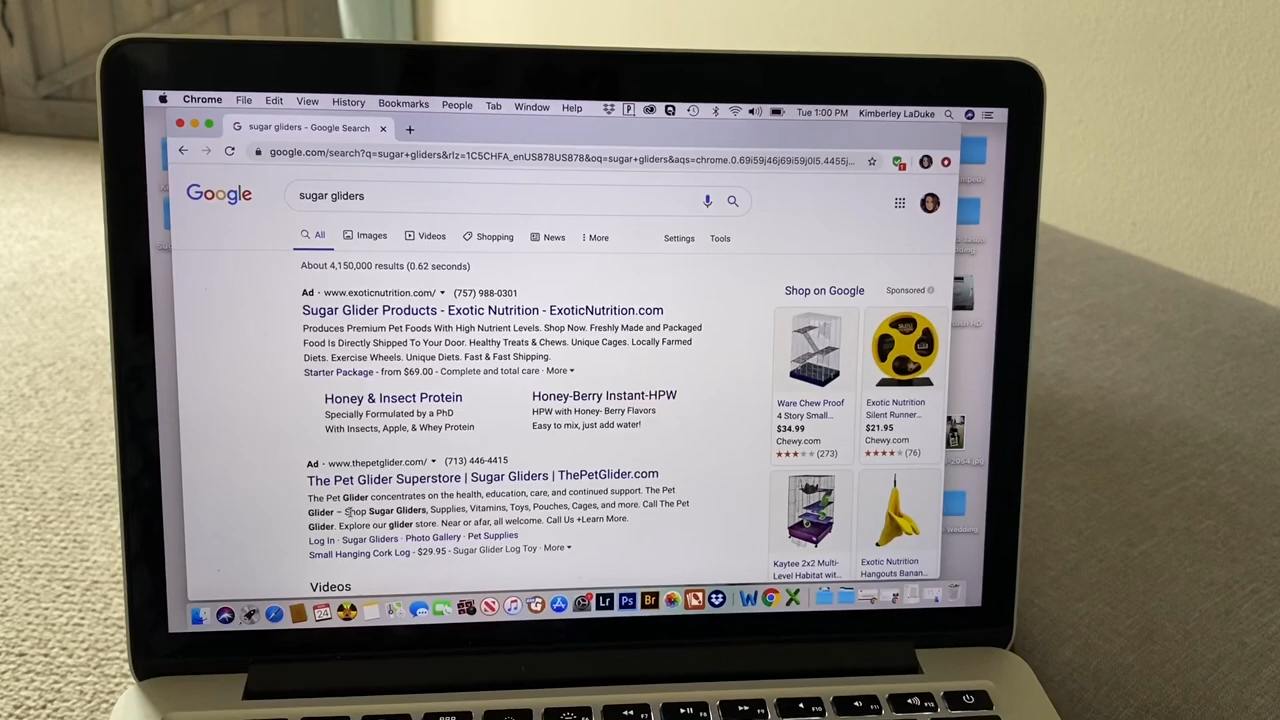 Chrome File Edit View History Bookmarks People Tab Window Help Tue 1:00 PM Kimberley LaDuke
sugar gliders - Google Search
google.com/search?q=sugar+gliders&rlz=1C5CHFA_enUS878US878&oq=sugar+gliders&aqs=chrome.0.69i59j46j69i59j0l5.4455j...
Google
sugar gliders
All Images Videos Shopping News More Settings Tools
About 4,150,000 results (0.62 seconds)
Ad · www.exoticnutrition.com/ (757) 988-0301
Sugar Glider Products - Exotic Nutrition - ExoticNutrition.com
Produces Premium Pet Foods With High Nutrient Levels. Shop Now. Freshly Made and Packaged
Food Is Directly Shipped To Your Door. Healthy Treats & Chews. Unique Cages. Locally Farmed
Diets. Exercise Wheels. Unique Diets. Fast & Fast Shipping.
Starter Package - from $69.00 - Complete and total care · More
Honey & Insect Protein
Specially Formulated by a PhD
With Insects, Apple, & Whey Protein
Honey-Berry Instant-HPW
HPW with Honey- Berry Flavors
Easy to mix, just add water!
Ad · www.thepetglider.com/ (713) 446-4415
The Pet Glider Superstore | Sugar Gliders | ThePetGlider.com
The Pet Glider concentrates on the health, education, care, and continued support. The Pet
Glider – Shop Sugar Gliders, Supplies, Vitamins, Toys, Pouches, Cages, and more. Call The Pet
Glider. Explore our glider store. Near or afar, all welcome. Call Us +Learn More.
Log In · Sugar Gliders · Photo Gallery · Pet Supplies
Small Hanging Cork Log - $29.95 - Sugar Glider Log Toy · More
Videos
Shop on Google Sponsored
Ware Chew Proof
4 Story Small...
$34.99
Chewy.com
(273)
Exotic Nutrition
Silent Runner...
$21.95
Chewy.com
(76)
Kaytee 2x2 Multi-
Level Habitat wit...
Exotic Nutrition
Hangouts Banan...
wedding
24
Lr Ps Br
W X
F7 F8 F9 F10 F11 F12